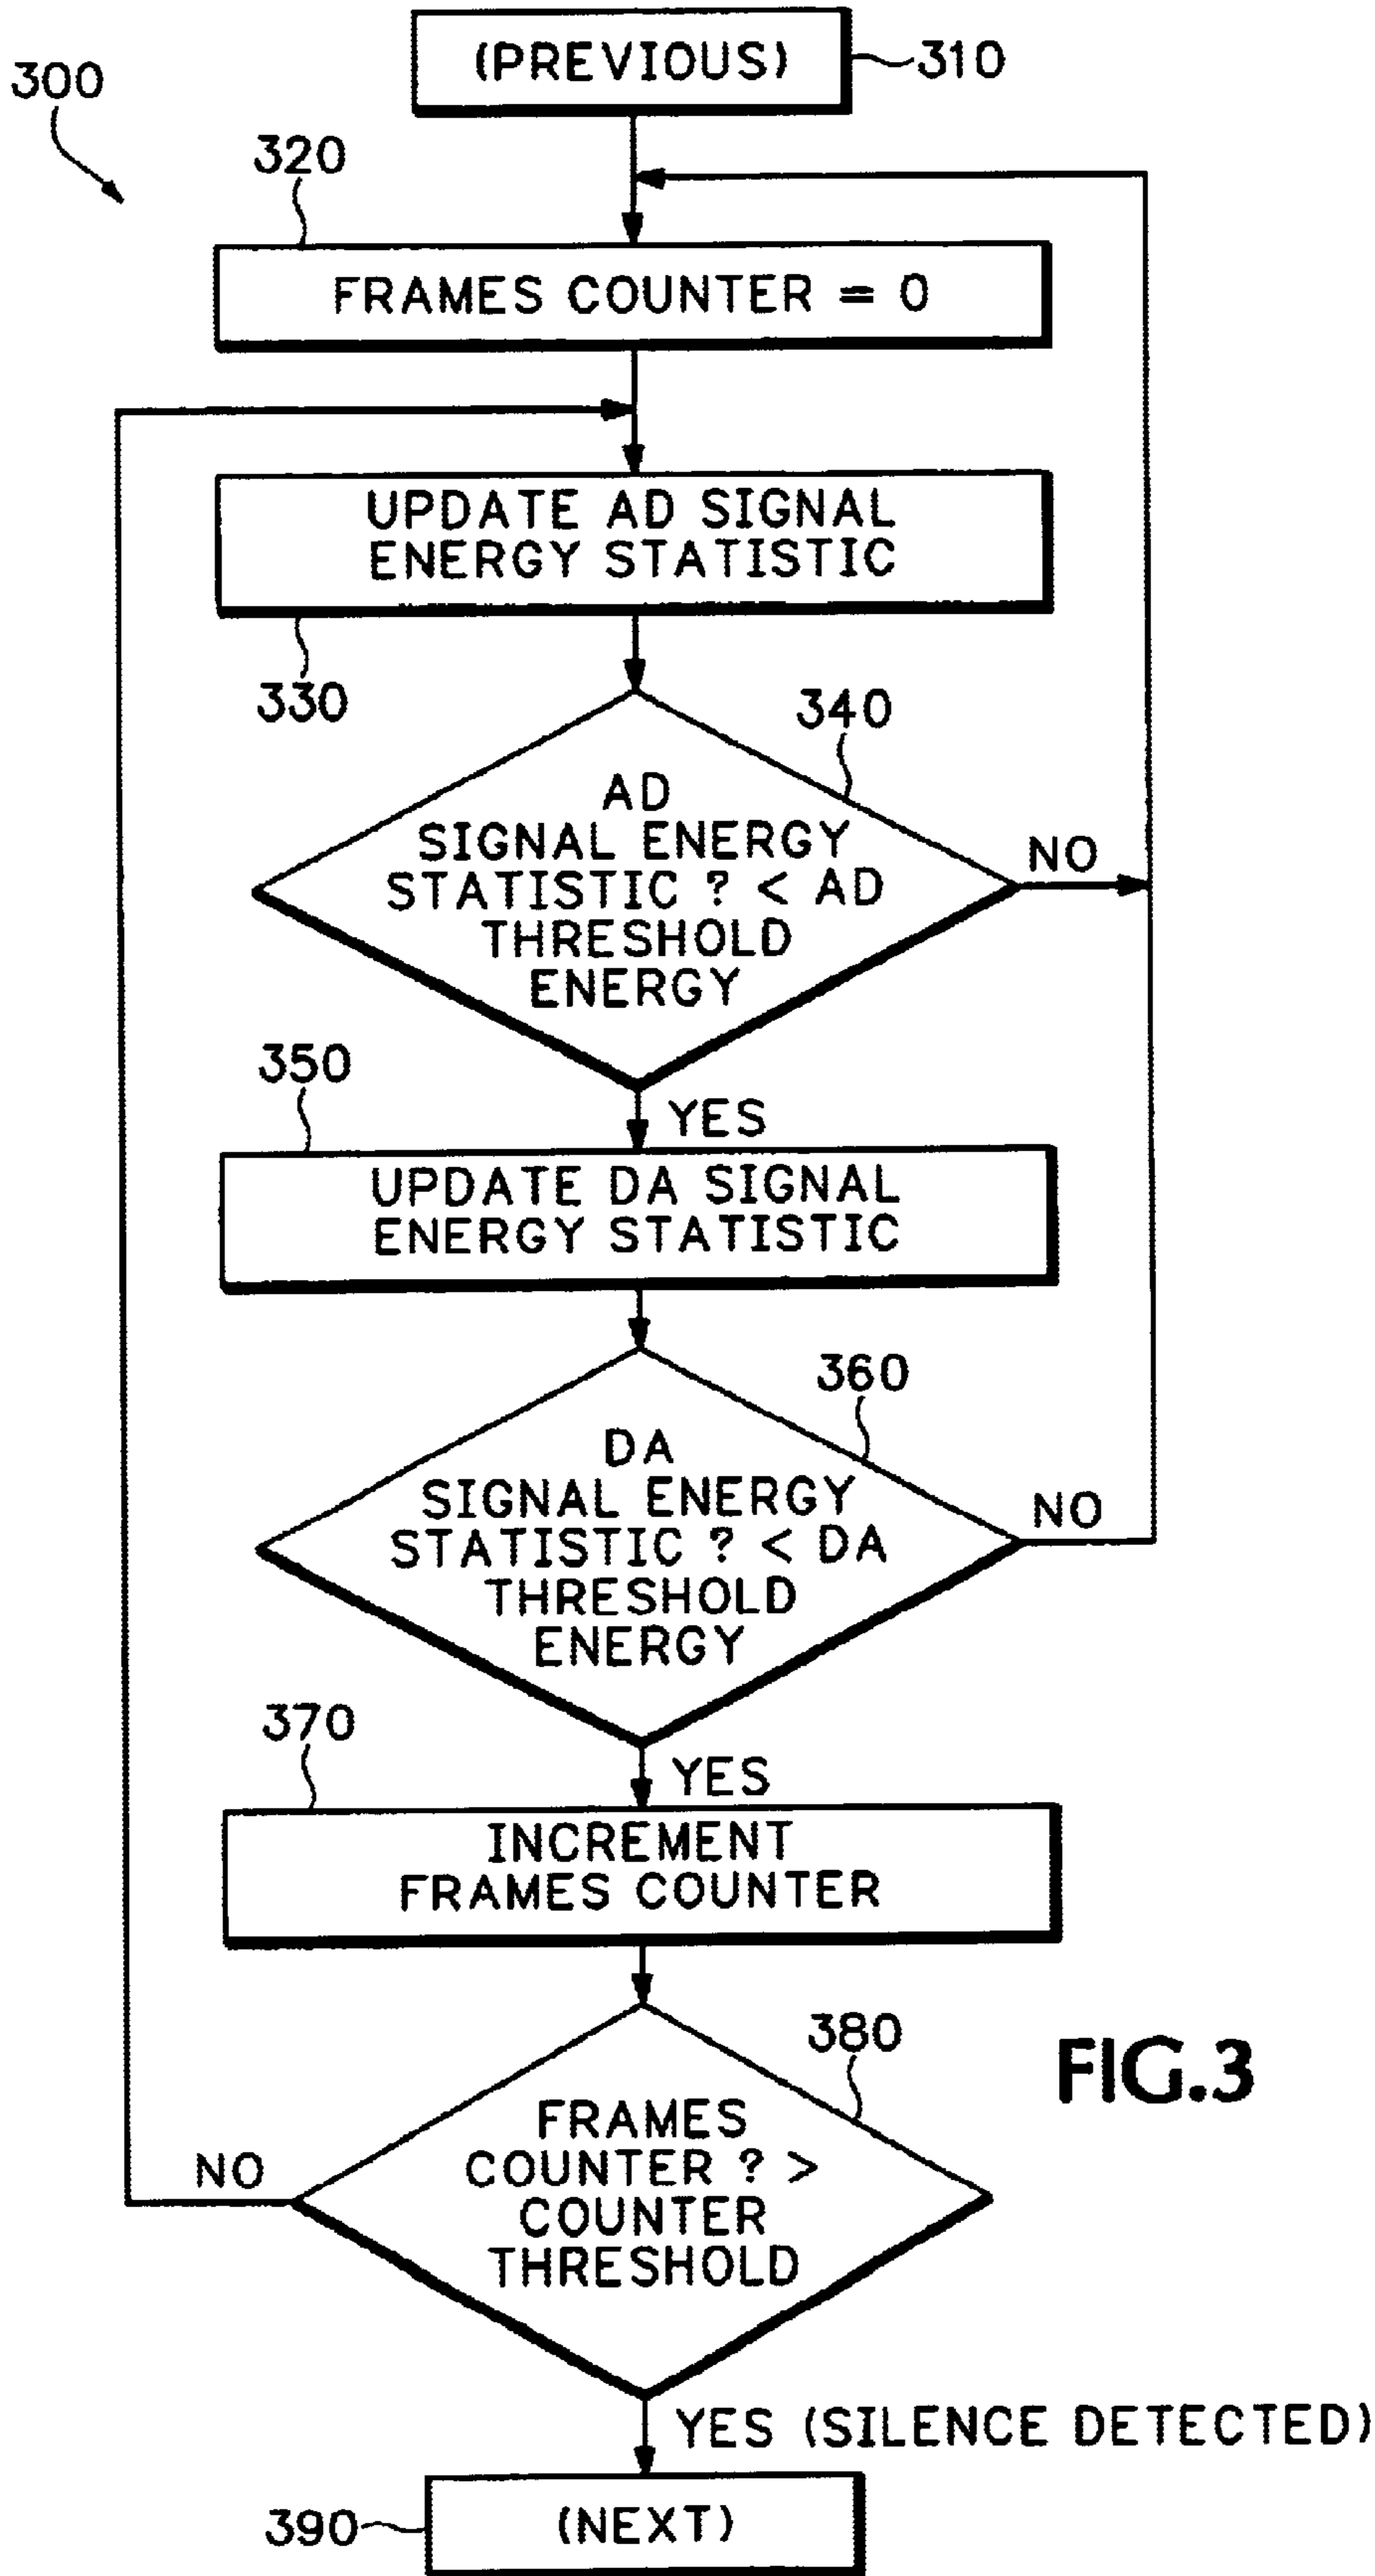 (PREVIOUS)
310
300
320
FRAMES COUNTER = 0
UPDATE AD SIGNAL
ENERGY STATISTIC
330
340
AD
SIGNAL ENERGY
STATISTIC ? < AD
THRESHOLD
ENERGY
NO
YES
350
UPDATE DA SIGNAL
ENERGY STATISTIC
360
DA
SIGNAL ENERGY
STATISTIC ? < DA
THRESHOLD
ENERGY
NO
YES
370
INCREMENT
FRAMES COUNTER
380
FRAMES
COUNTER ? >
COUNTER
THRESHOLD
NO
FIG.3
YES (SILENCE DETECTED)
390
(NEXT)